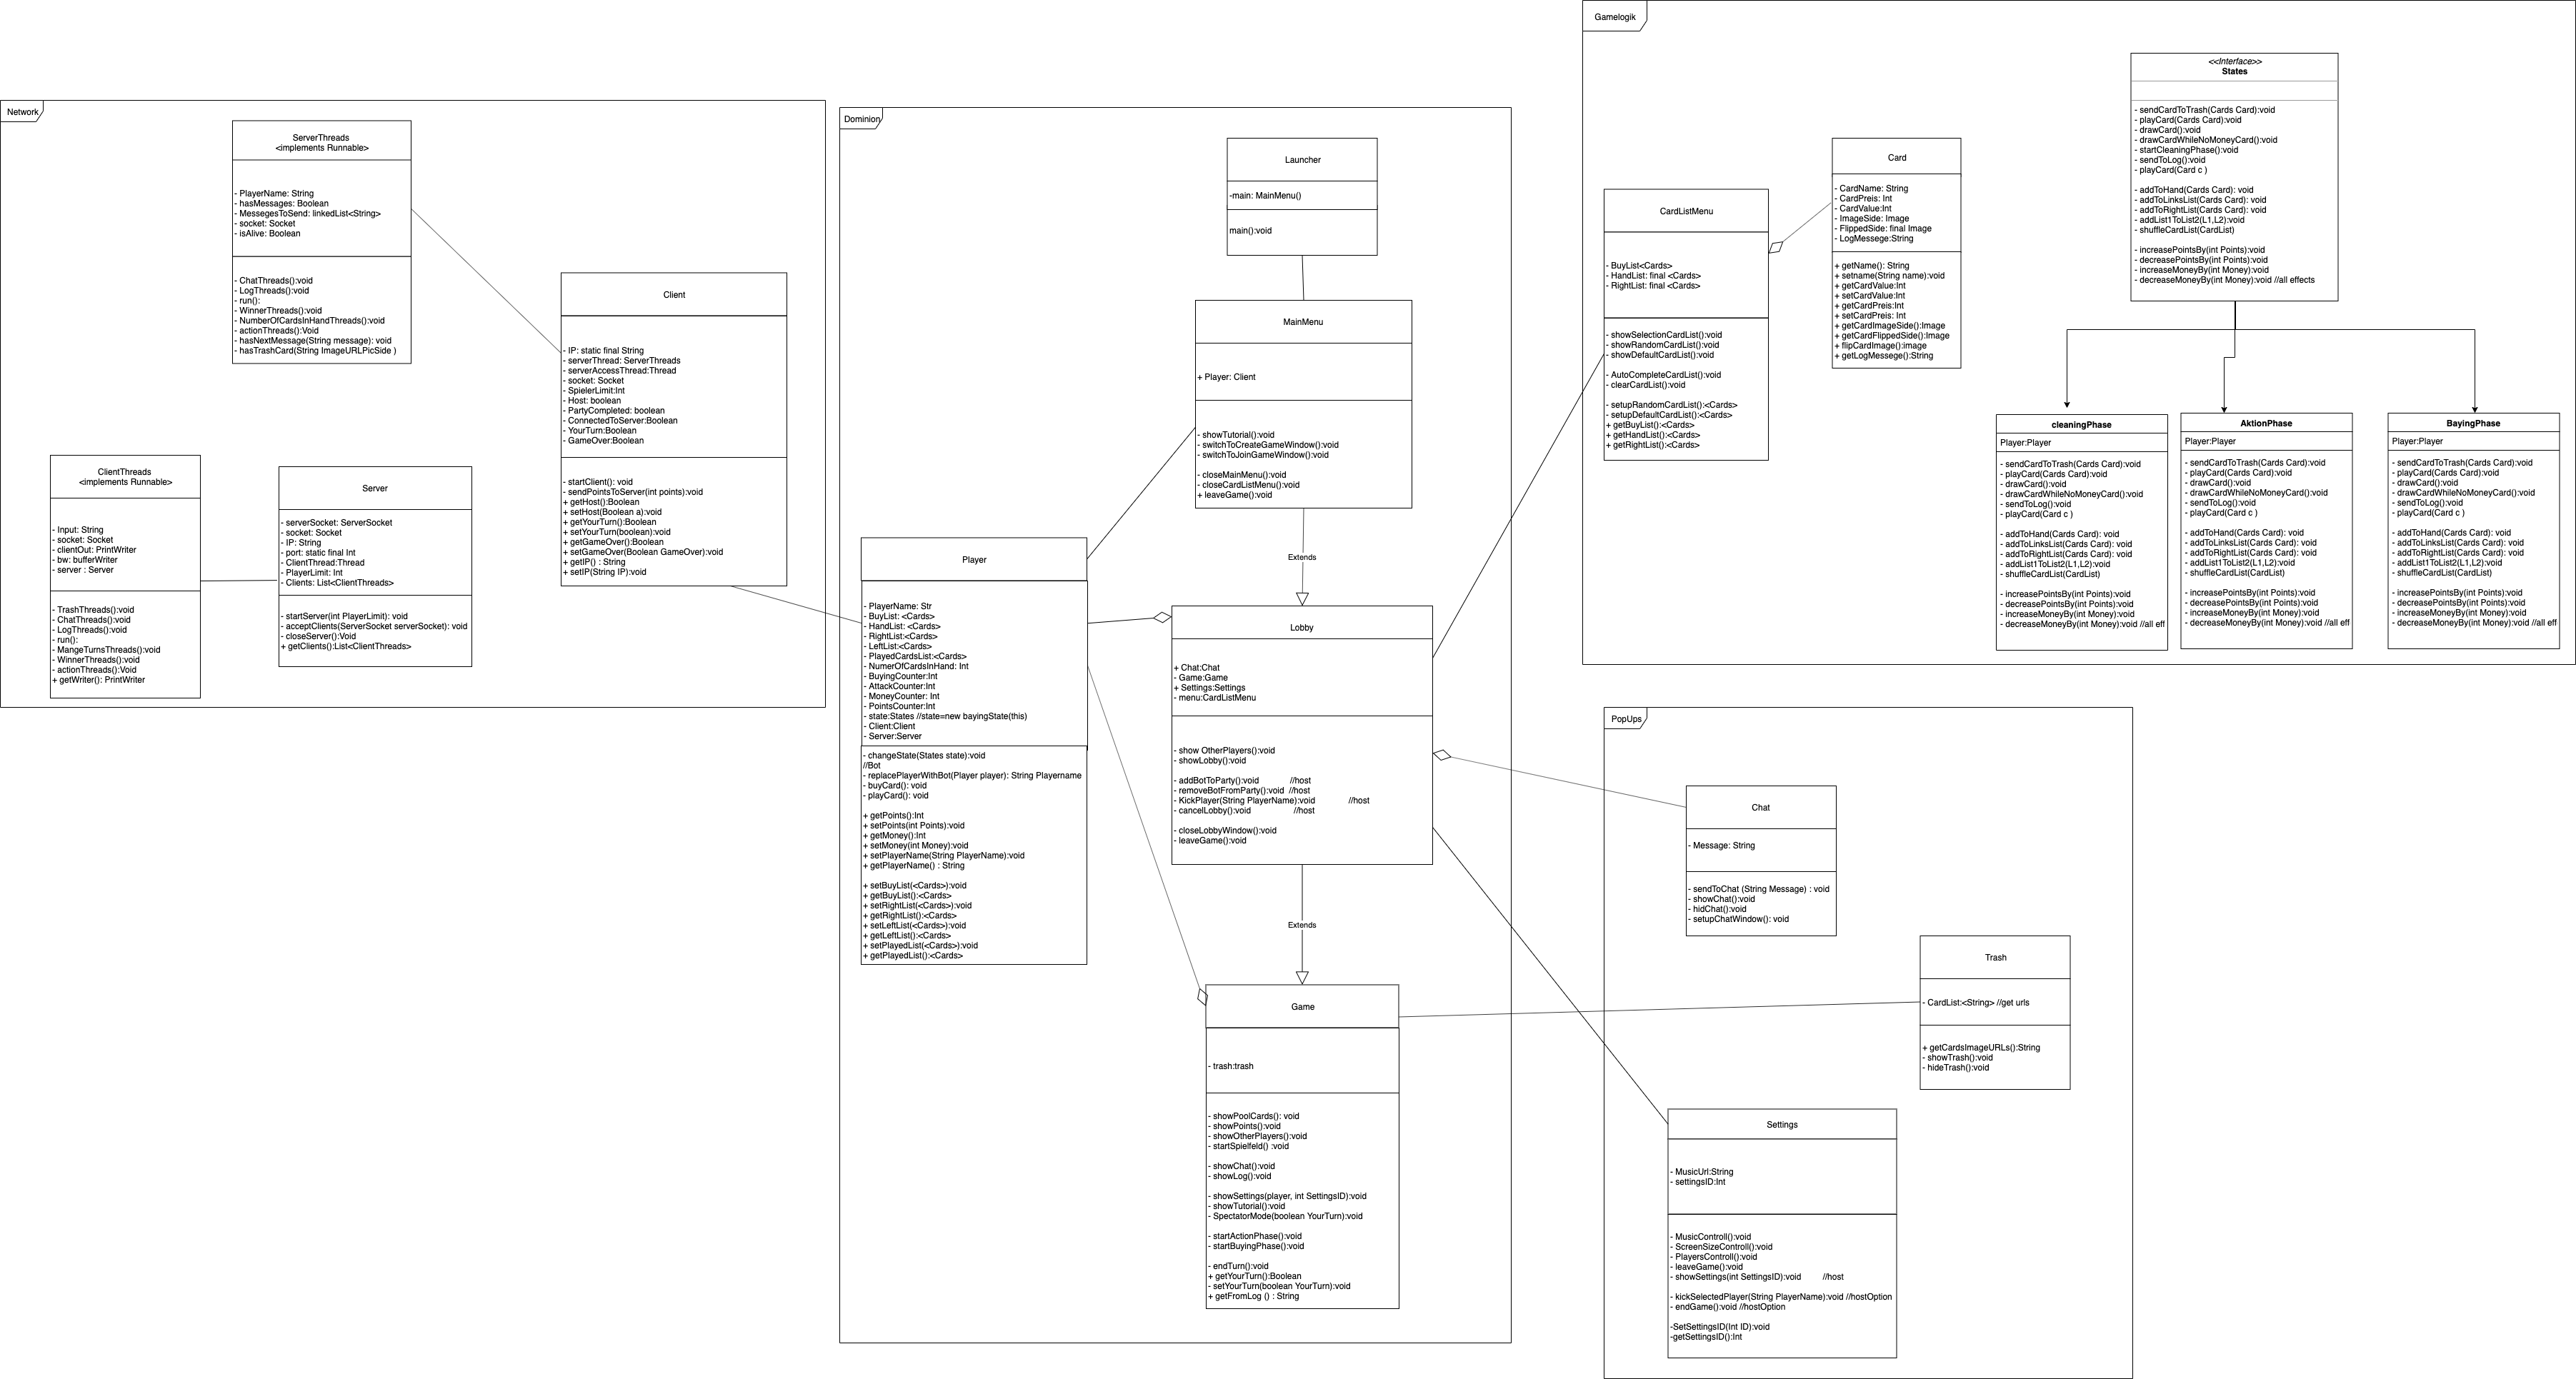 Network
ServerThreads
<implements Runnable>
- PlayerName: String
- hasMessages: Boolean
- MessegesToSend: linkedList<String>
- socket: Socket
- isAlive: Boolean
- ChatThreads():void
- LogThreads():void
- run():
- WinnerThreads():void
- NumberOfCardsInHandThreads():void
- actionThreads():Void
- hasNextMessage(String message): void
- hasTrashCard(String ImageURLPicSide )
Client
- IP: static final String
- serverThread: ServerThreads
- serverAccessThread:Thread
- socket: Socket
- SpielerLimit:Int
- Host: boolean
- PartyCompleted: boolean
- ConnectedToServer:Boolean
- YourTurn:Boolean
- GameOver:Boolean
- startClient(): void
- sendPointsToServer(int points):void
+ getHost():Boolean
+ setHost(Boolean a):void
+ getYourTurn():Boolean
+ setYourTurn(boolean):void
+ getGameOver():Boolean
+ setGameOver(Boolean GameOver):void
+ getIP() : String
+ setIP(String IP):void
ClientThreads
<implements Runnable>
- Input: String
- socket: Socket
- clientOut: PrintWriter
- bw: bufferWriter
- server : Server
- TrashThreads():void
- ChatThreads():void
- LogThreads():void
- run():
- MangeTurnsThreads():void
- WinnerThreads():void
- actionThreads():Void
+ getWriter(): PrintWriter
Server
- serverSocket: ServerSocket
- socket: Socket
- IP: String
- port: static final Int
- ClientThread:Thread
- PlayerLimit: Int
- Clients: List<ClientThreads>
- startServer(int PlayerLimit): void
- acceptClients(ServerSocket serverSocket): void
- closeServer():Void
+ getClients():List<ClientThreads>
Dominion
Launcher
-main: MainMenu()
main():void
MainMenu
+ Player: Client
- showTutorial():void
- switchToCreateGameWindow():void
- switchToJoinGameWindow():void
- closeMainMenu():void
- closeCardListMenu():void
+ leaveGame():void
Extends
Player
- PlayerName: Str
- BuyList: <Cards>
- HandList: <Cards>
- RightList:<Cards>
- LeftList:<Cards>
- PlayedCardsList:<Cards>
- NumerOfCardsInHand: Int
- BuyingCounter:Int
- AttackCounter:Int
- MoneyCounter: Int
- PointsCounter:Int
- state:States //state=new bayingState(this)
- Client:Client
- Server:Server
- changeState(States state):void
//Bot
- replacePlayerWithBot(Player player): String Playername
- buyCard(): void
- playCard(): void
+ getPoints():Int
+ setPoints(int Points):void
+ getMoney():Int
+ setMoney(int Money):void
+ setPlayerName(String PlayerName):void
+ getPlayerName() : String
+ setBuyList(<Cards>):void
+ getBuyList():<Cards>
+ setRightList(<Cards>):void
+ getRightList():<Cards>
+ setLeftList(<Cards>):void
+ getLeftList():<Cards>
+ setPlayedList(<Cards>):void
+ getPlayedList():<Cards>
Lobby
+ Chat:Chat
- Game:Game
+ Settings:Settings
- menu:CardListMenu
- show OtherPlayers():void
- showLobby():void
- addBotToParty():void //host
- removeBotFromParty():void //host
- KickPlayer(String PlayerName):void //host
- cancelLobby():void //host
- closeLobbyWindow():void
- leaveGame():void
Extends
Game
- trash:trash
- showPoolCards(): void
- showPoints():void
- showOtherPlayers():void
- startSpielfeld() :void
- showChat():void
- showLog():void
- showSettings(player, int SettingsID):void
- showTutorial():void
- SpectatorMode(boolean YourTurn):void
- startActionPhase():void
- startBuyingPhase():void
- endTurn():void
+ getYourTurn():Boolean
- setYourTurn(boolean YourTurn):void
+ getFromLog () : String
Gamelogik
CardListMenu
- BuyList<Cards>
- HandList: final <Cards>
- RightList: final <Cards>
- showSelectionCardList():void
- showRandomCardList():void
- showDefaultCardList():void
- AutoCompleteCardList():void
- clearCardList():void
- setupRandomCardList():<Cards>
- setupDefaultCardList():<Cards>
+ getBuyList():<Cards>
+ getHandList():<Cards>
+ getRightList():<Cards>
Card
- CardName: String
- CardPreis: Int
- CardValue:Int
- ImageSide: Image
- FlippedSide: final Image
- LogMessege:String
+ getName(): String
+ setname(String name):void
+ getCardValue:Int
+ setCardValue:Int
+ getCardPreis:Int
+ setCardPreis: Int
+ getCardImageSide():Image
+ getCardFlippedSide():Image
+ flipCardImage():image
+ getLogMessege():String
<<Interface>>
States
- sendCardToTrash(Cards Card):void
- playCard(Cards Card):void
- drawCard():void
- drawCardWhileNoMoneyCard():void
- startCleaningPhase():void
- sendToLog():void
- playCard(Card c )
- addToHand(Cards Card): void
- addToLinksList(Cards Card): void
- addToRightList(Cards Card): void
- addList1ToList2(L1,L2):void
- shuffleCardList(CardList)
- increasePointsBy(int Points):void
- decreasePointsBy(int Points):void
- increaseMoneyBy(int Money):void
- decreaseMoneyBy(int Money):void //all effects
cleaningPhase
Player:Player
- sendCardToTrash(Cards Card):void
- playCard(Cards Card):void
- drawCard():void
- drawCardWhileNoMoneyCard():void
- sendToLog():void
- playCard(Card c )
- addToHand(Cards Card): void
- addToLinksList(Cards Card): void
- addToRightList(Cards Card): void
- addList1ToList2(L1,L2):void
- shuffleCardList(CardList)
- increasePointsBy(int Points):void
- decreasePointsBy(int Points):void
- increaseMoneyBy(int Money):void
- decreaseMoneyBy(int Money):void //all eff
AktionPhase
Player:Player
- sendCardToTrash(Cards Card):void
- playCard(Cards Card):void
- drawCard():void
- drawCardWhileNoMoneyCard():void
- sendToLog():void
- playCard(Card c )
- addToHand(Cards Card): void
- addToLinksList(Cards Card): void
- addToRightList(Cards Card): void
- addList1ToList2(L1,L2):void
- shuffleCardList(CardList)
- increasePointsBy(int Points):void
- decreasePointsBy(int Points):void
- increaseMoneyBy(int Money):void
- decreaseMoneyBy(int Money):void //all eff
BayingPhase
Player:Player
- sendCardToTrash(Cards Card):void
- playCard(Cards Card):void
- drawCard():void
- drawCardWhileNoMoneyCard():void
- sendToLog():void
- playCard(Card c )
- addToHand(Cards Card): void
- addToLinksList(Cards Card): void
- addToRightList(Cards Card): void
- addList1ToList2(L1,L2):void
- shuffleCardList(CardList)
- increasePointsBy(int Points):void
- decreasePointsBy(int Points):void
- increaseMoneyBy(int Money):void
- decreaseMoneyBy(int Money):void //all eff
PopUps
Chat
- Message: String
- sendToChat (String Message) : void
- showChat():void
- hidChat():void
- setupChatWindow(): void
Trash
- CardList:<String> //get urls
+ getCardsImageURLs():String
- showTrash():void
- hideTrash():void
Settings
- MusicUrl:String
- settingsID:Int
- MusicControll():void
- ScreenSizeControll():void
- PlayersControll():void
- leaveGame():void
- showSettings(int SettingsID):void //host
- kickSelectedPlayer(String PlayerName):void //hostOption
- endGame():void //hostOption
-SetSettingsID(Int ID):void
-getSettingsID():Int